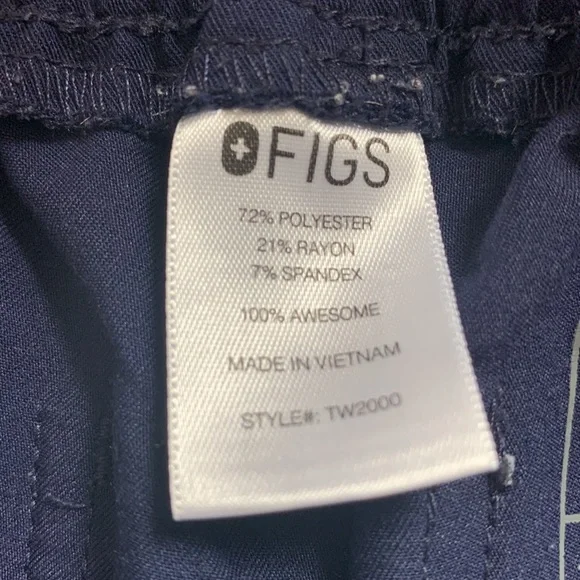 FIGS
72% POLYESTER
21% RAYON
7% SPANDEX
100% AWESOME
MADE IN VIETNAM
STYLE#: TW2000